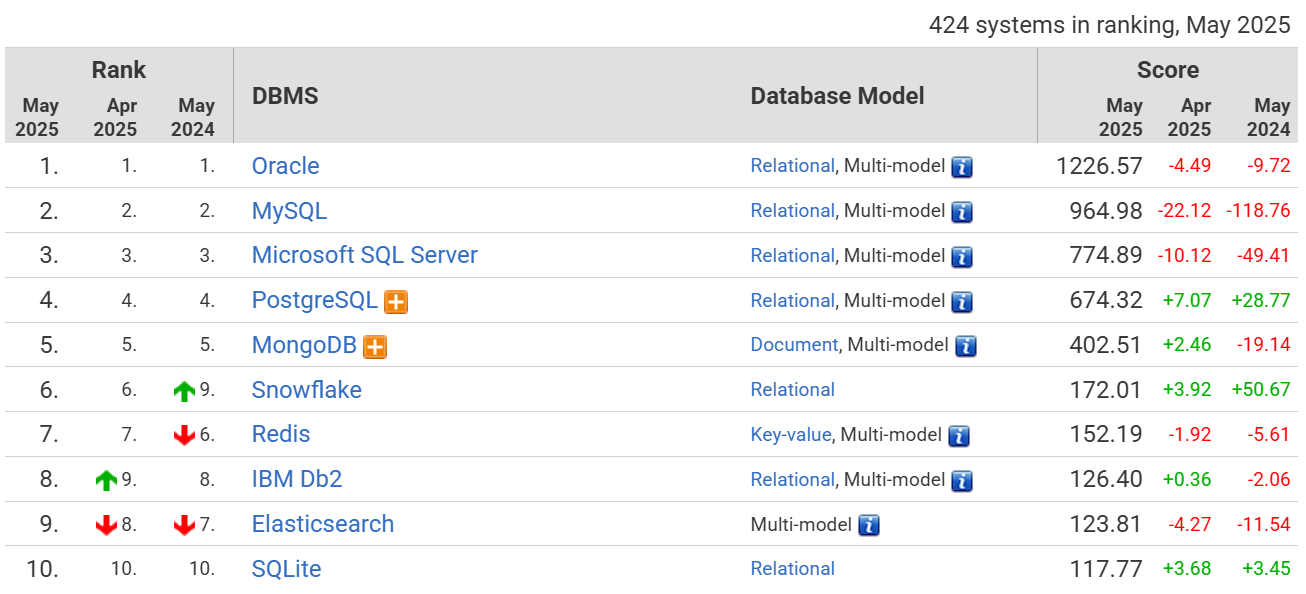 424 systems in ranking, May 2025
Rank DBMS Database Model Score
May 2025 Apr 2025 May 2024 May 2025 Apr 2025 May 2024
1. 1. 1. Oracle Relational, Multi-model 1226.57 -4.49 -9.72
2. 2. 2. MySQL Relational, Multi-model 964.98 -22.12 -118.76
3. 3. 3. Microsoft SQL Server Relational, Multi-model 774.89 -10.12 -49.41
4. 4. 4. PostgreSQL Relational, Multi-model 674.32 +7.07 +28.77
5. 5. 5. MongoDB Document, Multi-model 402.51 +2.46 -19.14
6. 6. 9. Snowflake Relational 172.01 +3.92 +50.67
7. 7. 6. Redis Key-value, Multi-model 152.19 -1.92 -5.61
8. 9. 8. IBM Db2 Relational, Multi-model 126.40 +0.36 -2.06
9. 8. 7. Elasticsearch Multi-model 123.81 -4.27 -11.54
10. 10. 10. SQLite Relational 117.77 +3.68 +3.45